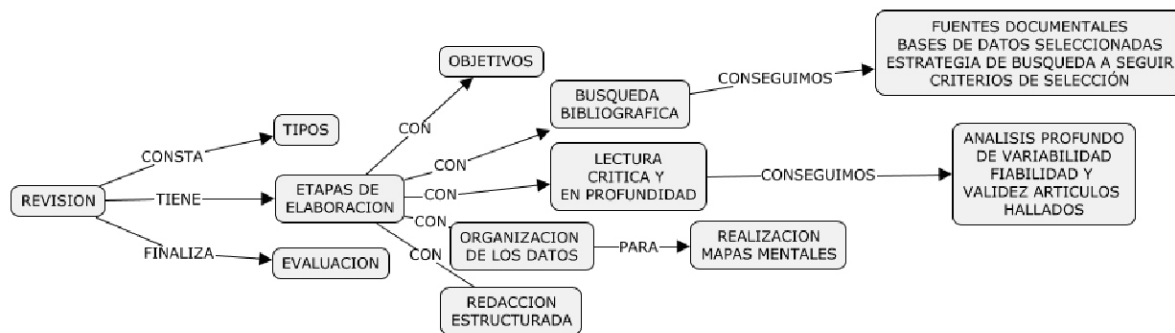 REVISION
CONSTA
TIPOS
TIENE
ETAPAS DE
ELABORACION
CON
OBJETIVOS
CON
BUSQUEDA
BIBLIOGRAFICA
CONSEGUIMOS
FUENTES DOCUMENTALES
BASES DE DATOS SELECCIONADAS
ESTRATEGIA DE BUSQUEDA A SEGUIR
CRITERIOS DE SELECCIÓN
CON
LECTURA
CRITICA Y
EN PROFUNDIDAD
CONSEGUIMOS
ANALISIS PROFUNDO
DE VARIABILIDAD
FIABILIDAD Y
VALIDEZ ARTICULOS
HALLADOS
CON
ORGANIZACION
DE LOS DATOS
PARA
REALIZACION
MAPAS MENTALES
CON
REDACCION
ESTRUCTURADA
FINALIZA
EVALUACION